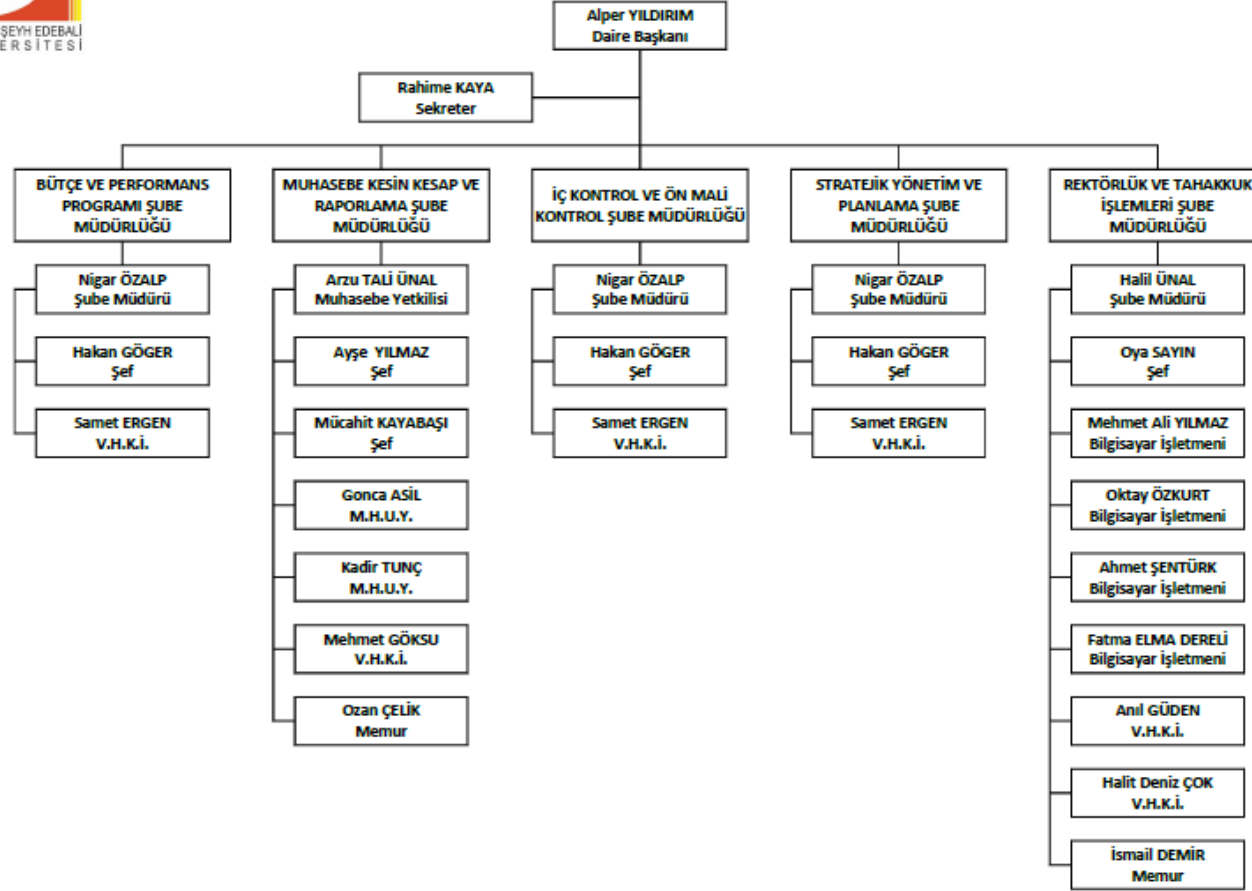 ŞEYH EDEBALİ
ERSİTESİ
Alper YILDIRIM
Daire Başkanı
Rahime KAYA
Sekreter
BÜTÇE VE PERFORMANS
PROGRAMI ŞUBE
MÜDÜRLÜĞÜ
Nigar ÖZALP
Şube Müdürü
Hakan GÖGER
Şef
Samet ERGEN
V.H.K.İ.
MUHASEBE KESİN KESAP VE
RAPORLAMA ŞUBE
MÜDÜRLÜĞÜ
Arzu TALİ ÜNAL
Muhasebe Yetkilisi
Ayşe YILMAZ
Şef
Mücahit KAYABAŞI
Şef
Gonca ASİL
M.H.U.Y.
Kadir TUNÇ
M.H.U.Y.
Mehmet GÖKSU
V.H.K.İ.
Ozan ÇELİK
Memur
İÇ KONTROL VE ÖN MALİ
KONTROL ŞUBE MÜDÜRLÜĞÜ
Nigar ÖZALP
Şube Müdürü
Hakan GÖGER
Şef
Samet ERGEN
V.H.K.İ.
STRATEJİK YÖNETİM VE
PLANLAMA ŞUBE
MÜDÜRLÜĞÜ
Nigar ÖZALP
Şube Müdürü
Hakan GÖGER
Şef
Samet ERGEN
V.H.K.İ.
REKTÖRLÜK VE TAHAKKUK
İŞLEMLERİ ŞUBE
MÜDÜRLÜĞÜ
Halil ÜNAL
Şube Müdürü
Oya SAYIN
Şef
Mehmet Ali YILMAZ
Bilgisayar İşletmeni
Oktay ÖZKURT
Bilgisayar İşletmeni
Ahmet ŞENTÜRK
Bilgisayar İşletmeni
Fatma ELMA DERELİ
Bilgisayar İşletmeni
Anıl GÜDEN
V.H.K.İ.
Halit Deniz ÇOK
V.H.K.İ.
İsmail DEMİR
Memur